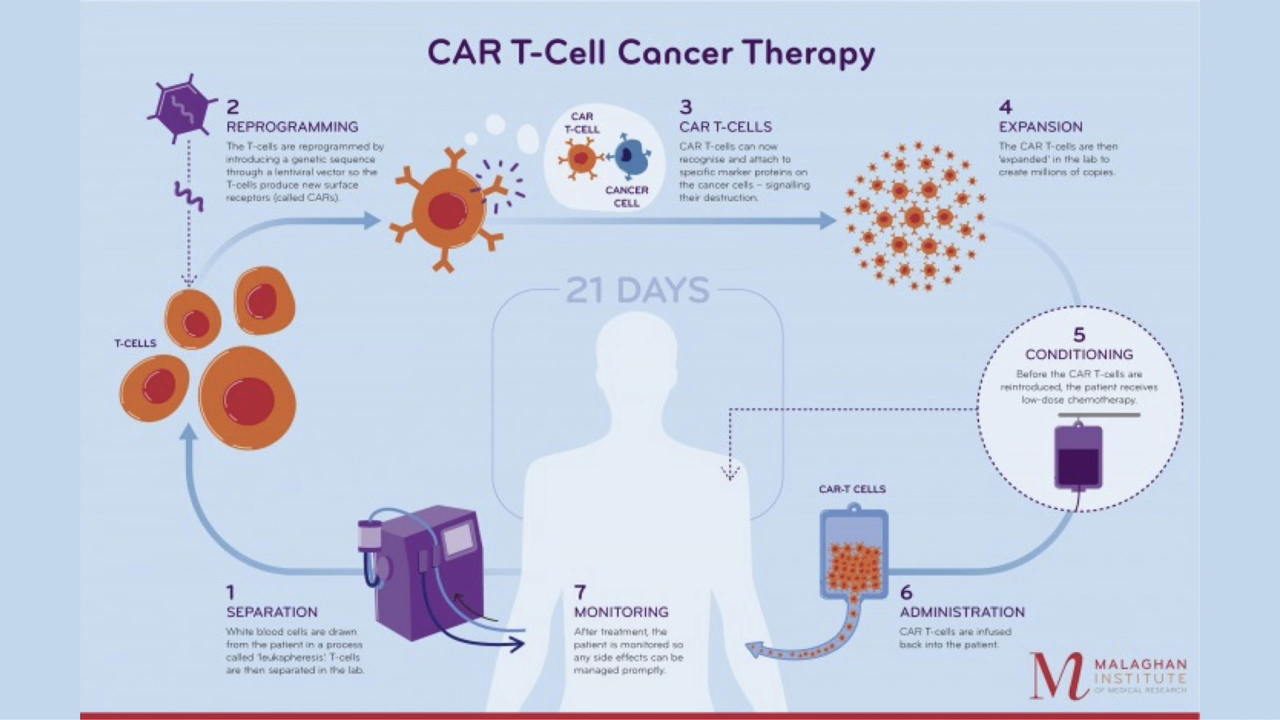 CAR T-Cell Cancer Therapy
2
REPROGRAMMING
The T-cells are reprogrammed by
introducing a genetic sequence
through a lentiviral vector so the
T-cells produce new surface
receptors (called CARs).
CAR
T-CELL
CANCER
CELL
3
CAR T-CELLS
CAR T-cells can now
recognise and attach to
specific marker proteins on
the cancer cells – signalling
their destruction.
4
EXPANSION
The CAR T-cells are then
'expanded' in the lab to
create millions of copies.
21 DAYS
T-CELLS
5
CONDITIONING
Before the CAR T-cells are
reintroduced, the patient receives
low-dose chemotherapy.
CAR-T CELLS
1
SEPARATION
White blood cells are drawn
from the patient in a process
called 'leukapheresis'. T-cells
are then separated in the lab.
7
MONITORING
After treatment, the
patient is monitored so
any side effects can be
managed promptly.
6
ADMINISTRATION
CAR T-cells are infused
back into the patient.
M
MALAGHAN
INSTITUTE
OF MEDICAL RESEARCH